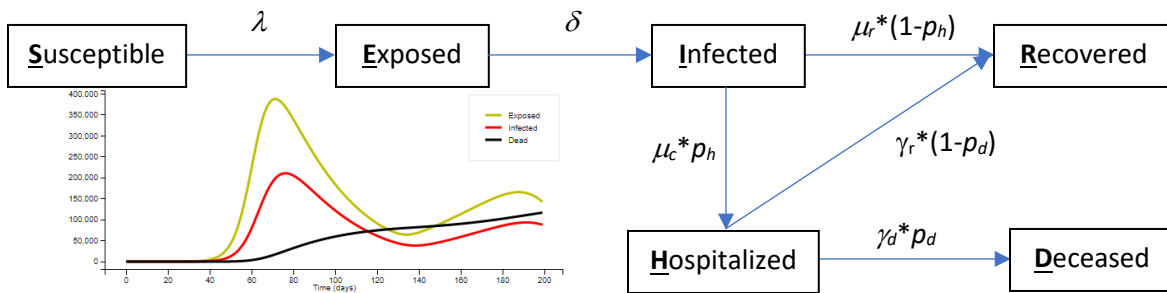 λ
δ
μr*(1-ph)
Susceptible
Exposed
Infected
Recovered
400,000
350,000
300,000
250,000
200,000
150,000
100,000
50,000
0
Exposed
Infected
Dead
0 20 40 60 80 100 120 140 160 180 200
Time (days)
μc*ph
γr*(1-pd)
Hospitalized
γd*pd
Deceased